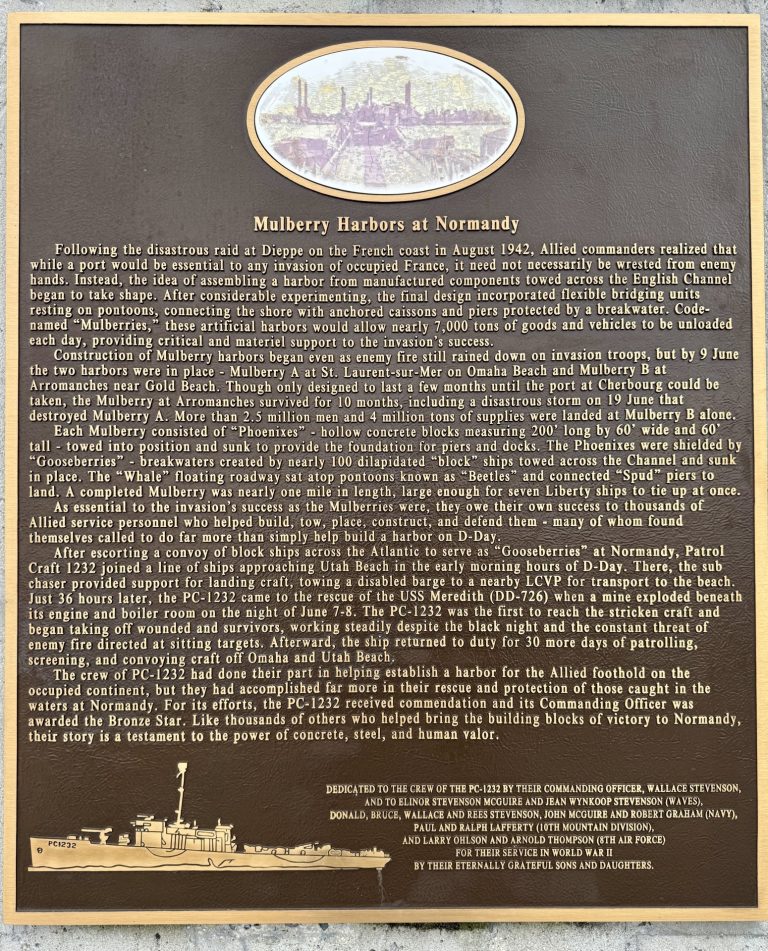 Mulberry Harbors at Normandy
Following the disastrous raid at Dieppe on the French coast in August 1942, Allied commanders realized that
while a port would be essential to any invasion of occupied France, it need not necessarily be wrested from enemy
hands. Instead, the idea of assembling a harbor from manufactured components towed across the English Channel
began to take shape. After considerable experimenting, the final design incorporated flexible bridging units
resting on pontoons, connecting the shore with anchored caissons and piers protected by a breakwater. Code-
named “Mulberries,” these artificial harbors would allow nearly 7,000 tons of goods and vehicles to be unloaded
each day, providing critical and materiel support to the invasion’s success.
Construction of Mulberry harbors began even as enemy fire still rained down on invasion troops, but by 9 June
the two harbors were in place - Mulberry A at St. Laurent-sur-Mer on Omaha Beach and Mulberry B at
Arromanches near Gold Beach. Though only designed to last a few months until the port at Cherbourg could be
taken, the Mulberry at Arromanches survived for 10 months, including a disastrous storm on 19 June that
destroyed Mulberry A. More than 2.5 million men and 4 million tons of supplies were landed at Mulberry B alone.
Each Mulberry consisted of “Phoenixes” - hollow concrete blocks measuring 200’ long by 60’ wide and 60’
tall - towed into position and sunk to provide the foundation for piers and docks. The Phoenixes were shielded by
“Gooseberries” - breakwaters created by nearly 100 dilapidated “block” ships towed across the Channel and sunk
in place. The “Whale” floating roadway sat atop pontoons known as “Beetles” and connected “Spud” piers to
land. A completed Mulberry was nearly one mile in length, large enough for seven Liberty ships to tie up at once.
As essential to the invasion’s success as the Mulberries were, they owe their own success to thousands of
Allied service personnel who helped build, tow, place, construct, and defend them - many of whom found
themselves called to do far more than simply help build a harbor on D-Day.
After escorting a convoy of block ships across the Atlantic to serve as “Gooseberries” at Normandy, Patrol
Craft 1232 joined a line of ships approaching Utah Beach in the early morning hours of D-Day. There, the sub
chaser provided support for landing craft, towing a disabled barge to a nearby LCVP for transport to the beach.
Just 36 hours later, the PC-1232 came to the rescue of the USS Meredith (DD-726) when a mine exploded beneath
its engine and boiler room on the night of June 7-8. The PC-1232 was the first to reach the stricken craft and
began taking off wounded and survivors, working steadily despite the black night and the constant threat of
enemy fire directed at sitting targets. Afterward, the ship returned to duty for 30 more days of patrolling,
screening, and convoying craft off Omaha and Utah Beach.
The crew of PC-1232 had done their part in helping establish a harbor for the Allied foothold on the
occupied continent, but they had accomplished far more in their rescue and protection of those caught in the
waters at Normandy. For its efforts, the PC-1232 received commendation and its Commanding Officer was
awarded the Bronze Star. Like thousands of others who helped bring the building blocks of victory to Normandy,
their story is a testament to the power of concrete, steel, and human valor.
PC1232
DEDICATED TO THE CREW OF THE PC-1232 BY THEIR COMMANDING OFFICER, WALLACE STEVENSON,
AND TO ELINOR STEVENSON MCGUIRE AND JEAN WYNKOOP STEVENSON (WAVES),
DONALD, BRUCE, WALLACE AND REES STEVENSON, JOHN MCGUIRE AND ROBERT GRAHAM (NAVY),
PAUL AND RALPH LAFFERTY (10TH MOUNTAIN DIVISION),
AND LARRY OHLSON AND ARNOLD THOMPSON (8TH AIR FORCE)
FOR THEIR SERVICE IN WORLD WAR II
BY THEIR ETERNALLY GRATEFUL SONS AND DAUGHTERS.